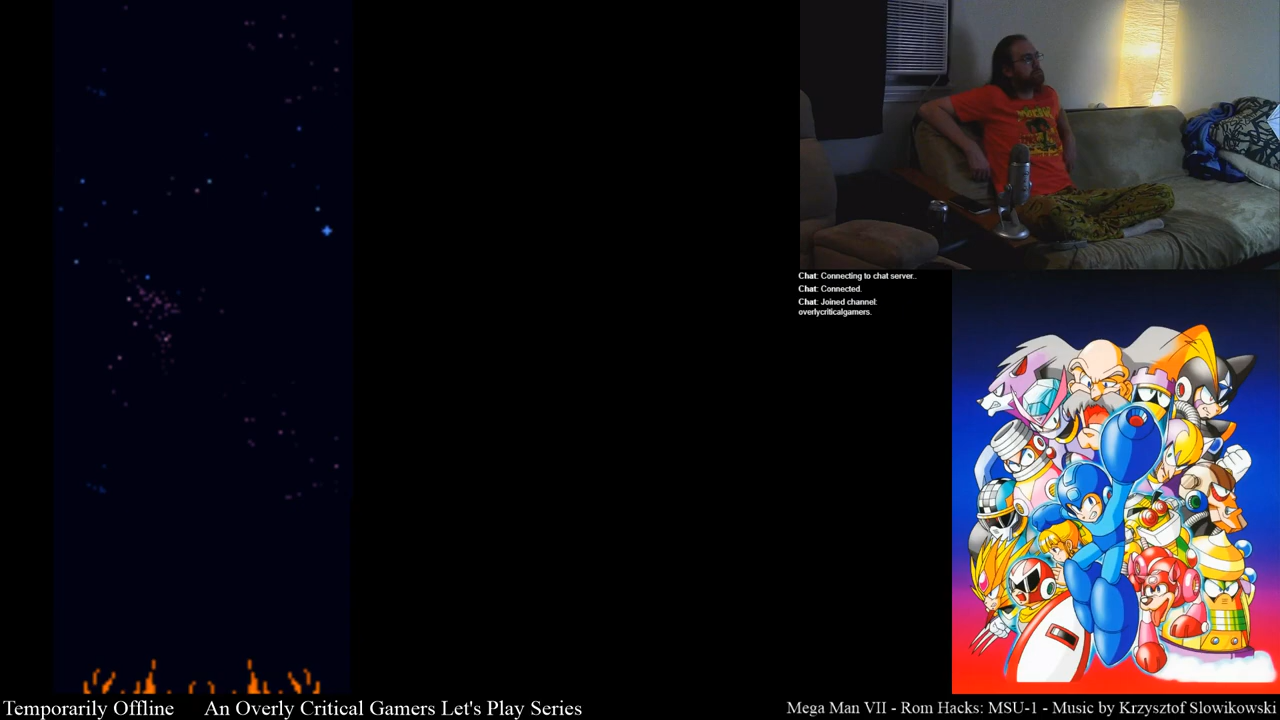 Chat: Connecting to chat server..
Chat: Connected.
Chat: Joined channel:
overlycriticalgamers.
Temporarily Offline An Overly Critical Gamers Let's Play Series
Mega Man VII - Rom Hacks: MSU-1 - Music by Krzysztof Slowikowski